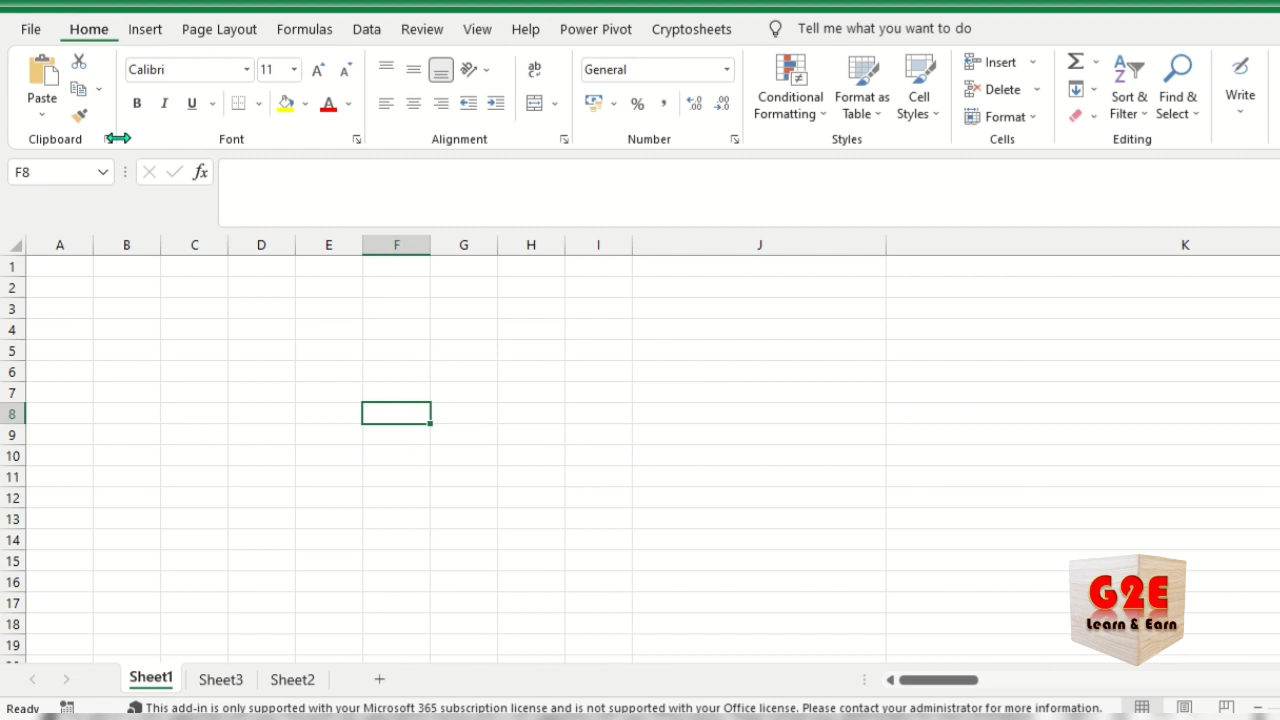 File Home Insert Page Layout Formulas Data Review View Help Power Pivot Cryptosheets Tell me what you want to do
Calibri 11 General Insert
Paste Conditional Format as Cell Delete Sort & Find & Write
Formatting Table Styles Format Filter Select
Clipboard Font Alignment Number Styles Cells Editing
F8 fx
A B C D E F G H I J K
1
2
3
4
5
6
7
8
9
10
11
12
13
14
15
16
17
18
19
G2E
Learn & Earn
Sheet1 Sheet3 Sheet2
Ready This add-in is only supported with your Microsoft 365 subscription license and is not supported with your Office license. Please contact your administrator for more information.